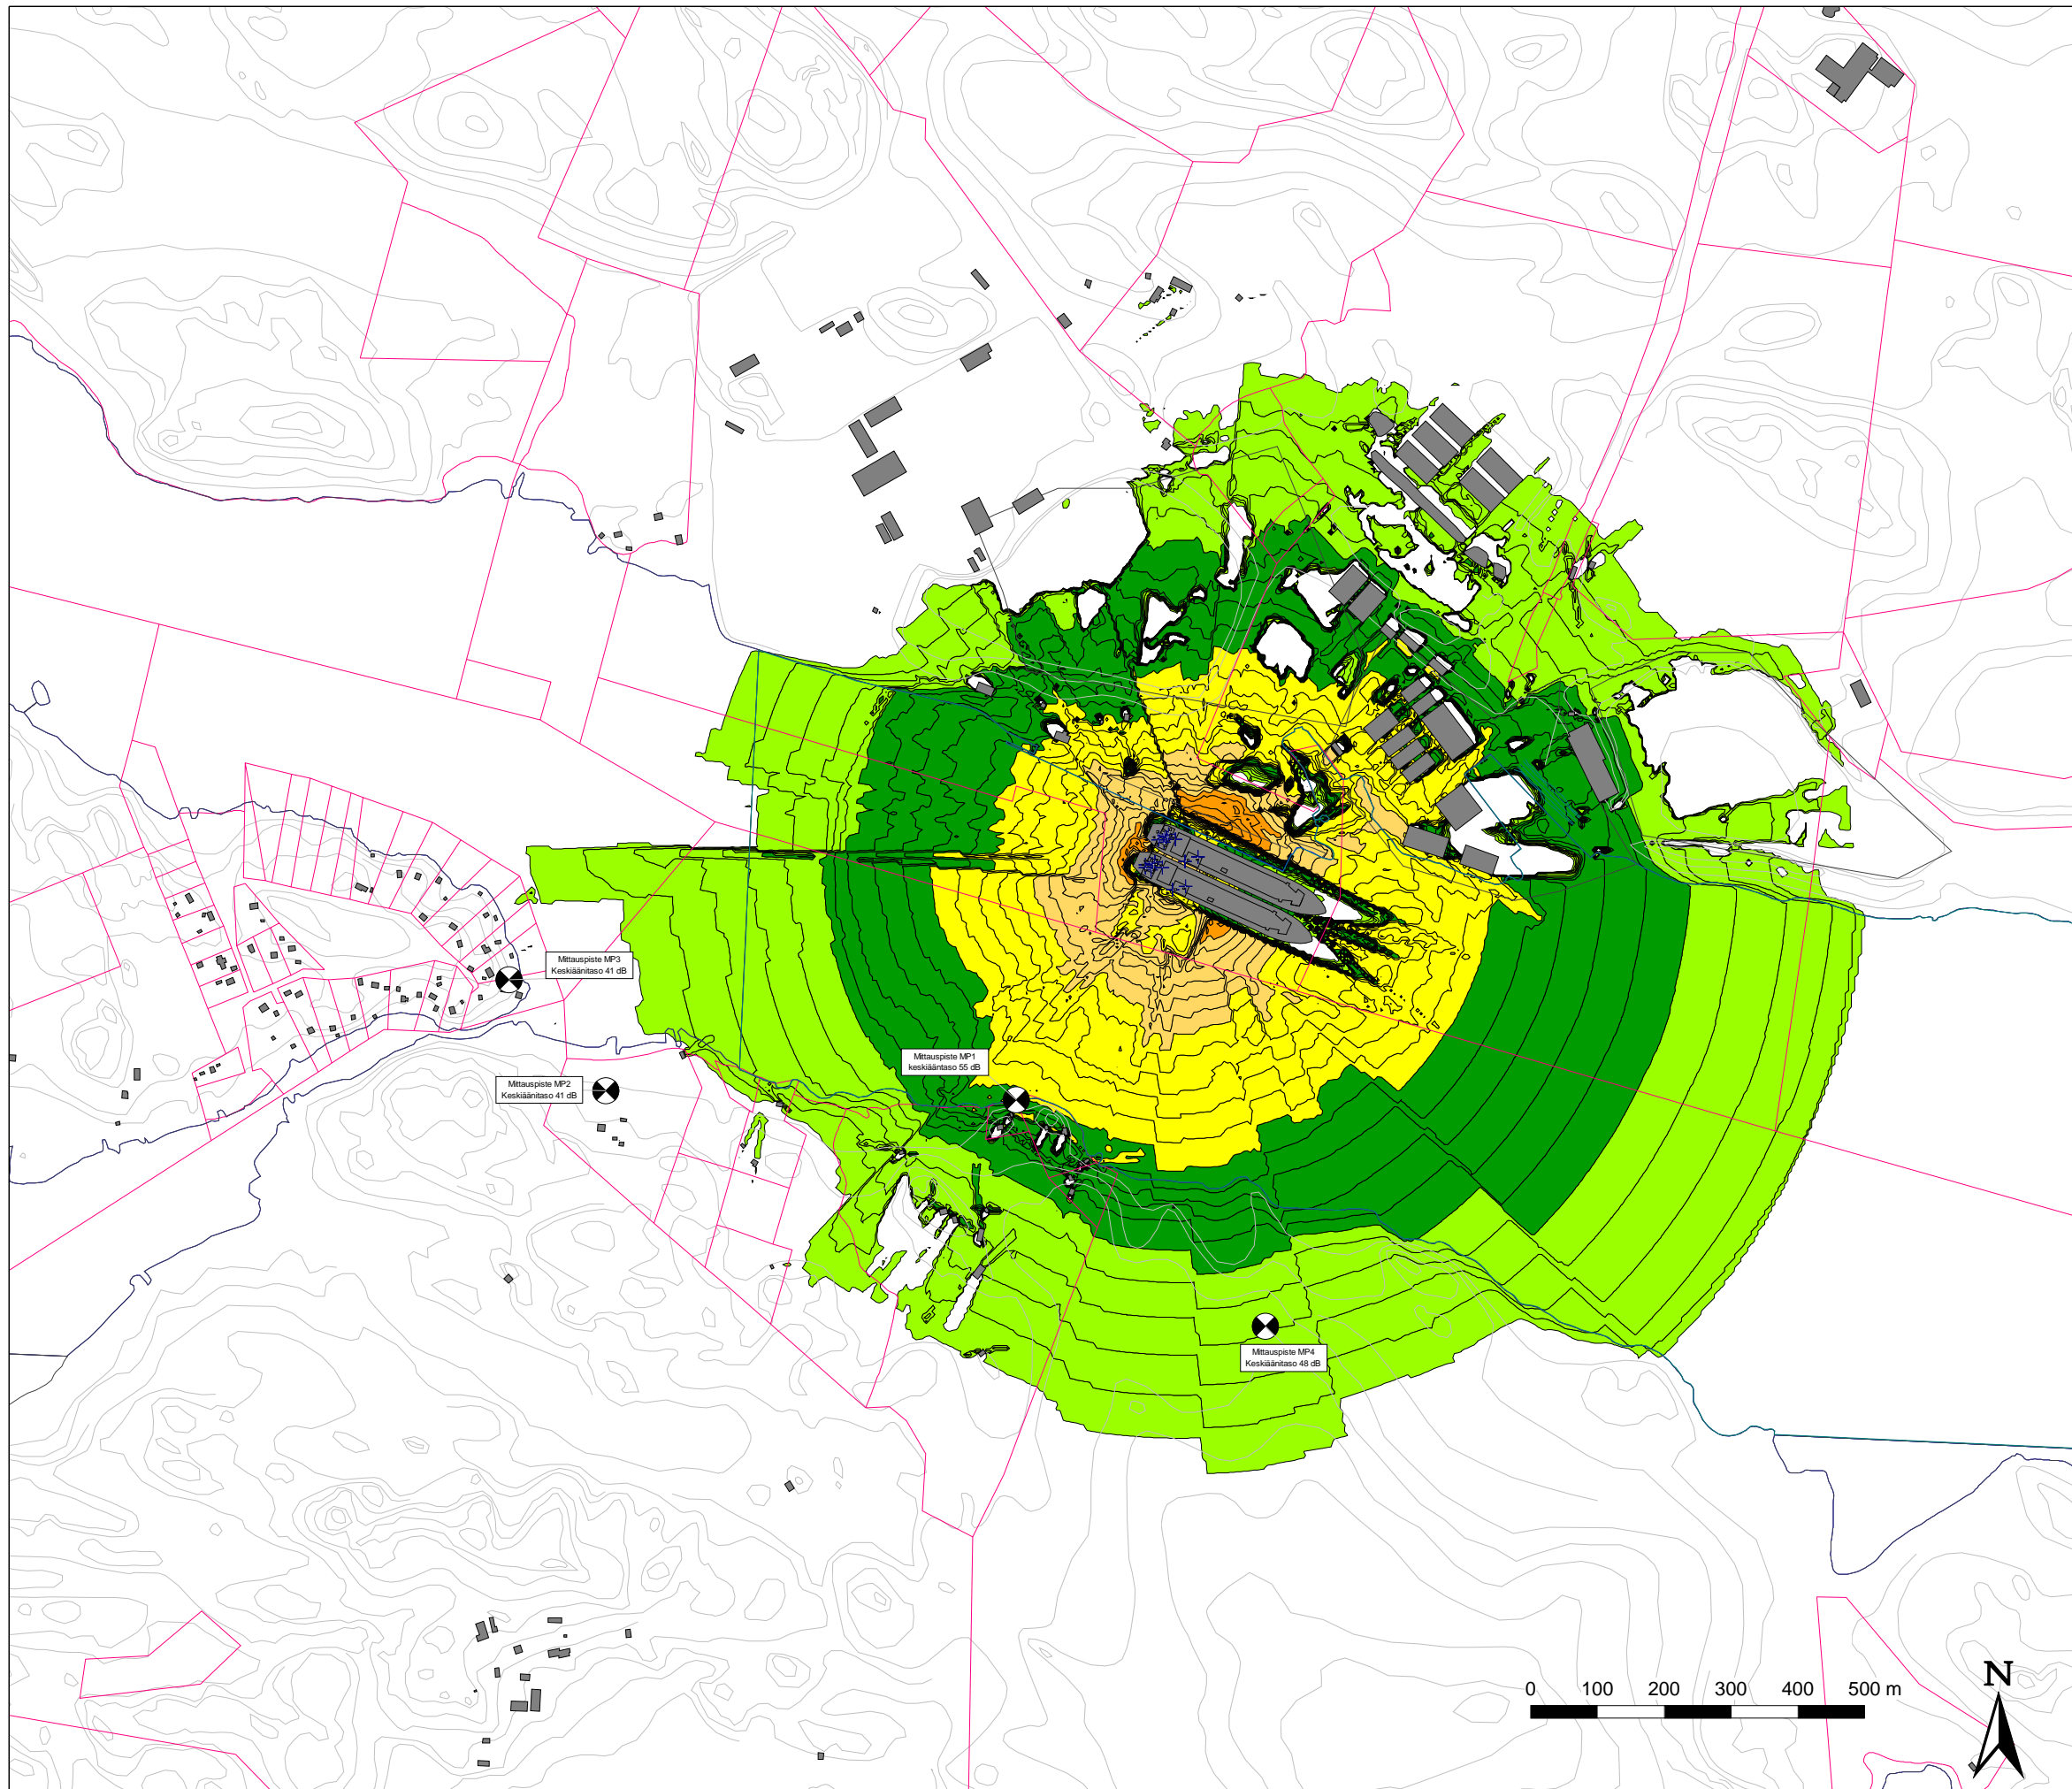 Mittauspiste MP3
Keskiäänitaso 41 dB
Mittauspiste MP1
keskiääntaso 55 dB
Mittauspiste MP2
Keskiäänitaso 41 dB
Mittauspiste MP4
Keskiäänitaso 48 dB
0 100 200 300 400 500 m
N